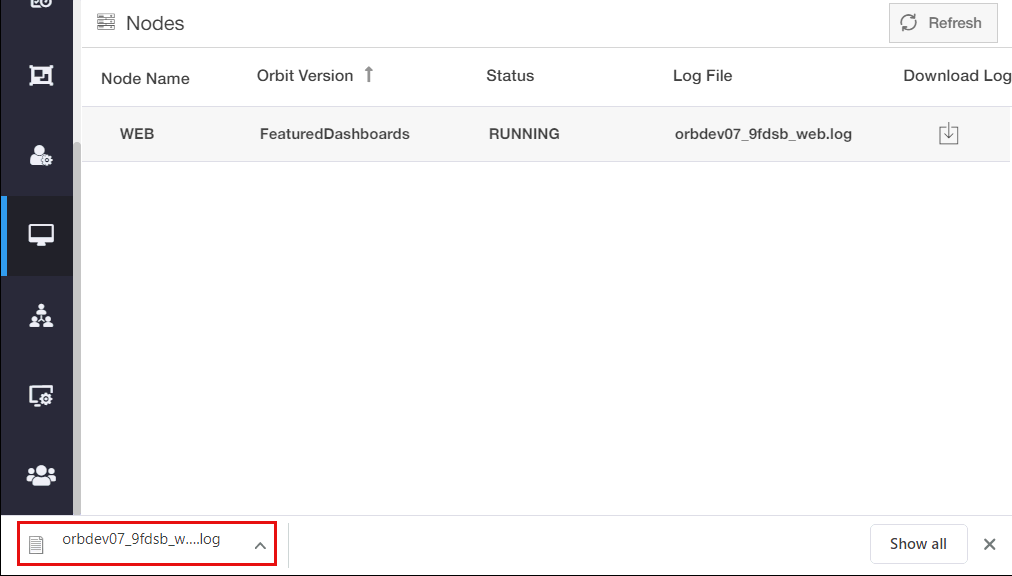 Nodes
Refresh
Node Name
Orbit Version
Status
Log File
Download Log
WEB
FeaturedDashboards
RUNNING
orbdev07_9fdsb_web.log
orbdev07_9fdsb_w....log
Show all